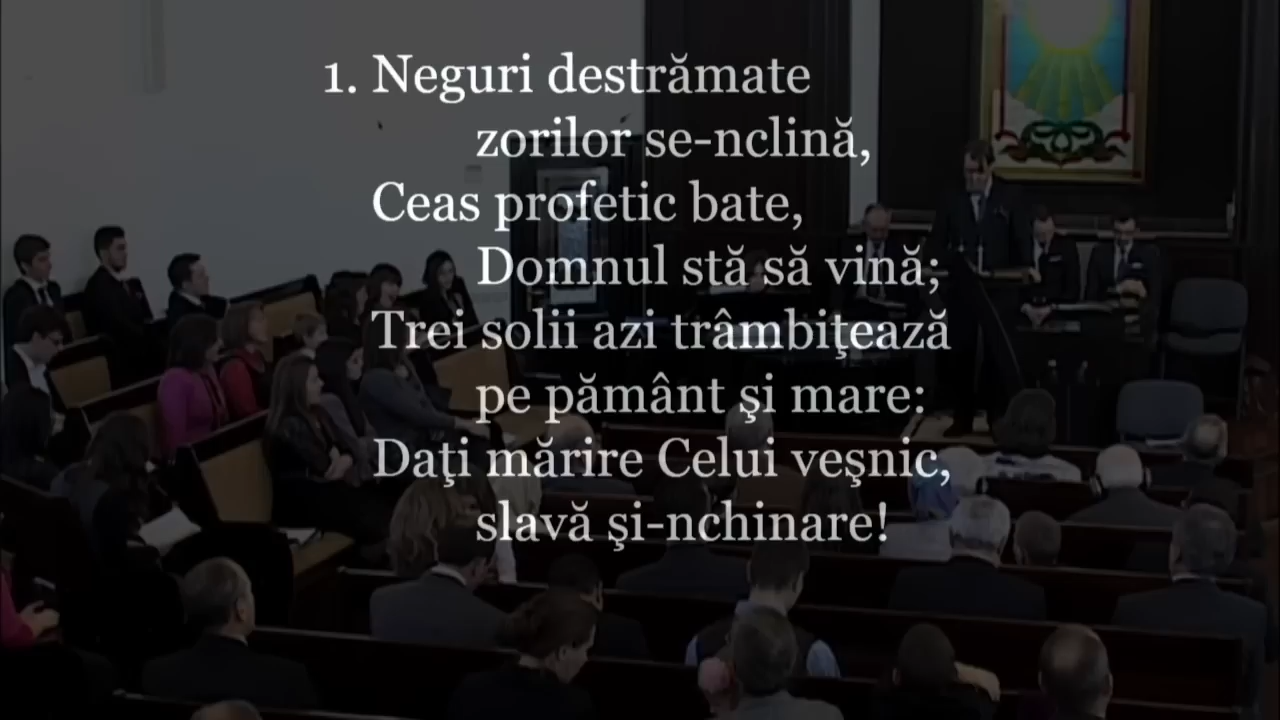 1. Neguri destrămate
zorilor se-nclină,
Ceas profetic bate,
Domnul stă să vină;
Trei solii azi trâmbiţează
pe pământ şi mare:
Daţi mărire Celui veşnic,
slavă şi-nchinare!